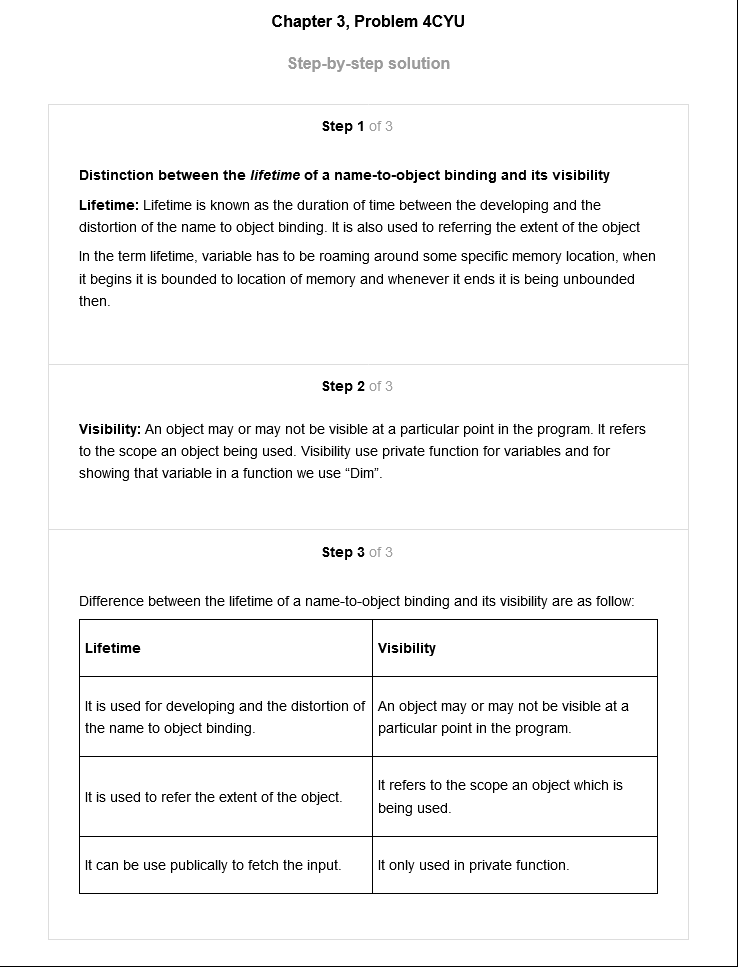 Chapter 3, Problem 4CYU
Step-by-step solution
Step 1 of 3
Distinction between the lifetime of a name-to-object binding and its visibility
Lifetime: Lifetime is known as the duration of time between the developing and the
distortion of the name to object binding. It is also used to referring the extent of the object
In the term lifetime, variable has to be roaming around some specific memory location, when
it begins it is bounded to location of memory and whenever it ends it is being unbounded
then.
Step 2 of 3
Visibility: An object may or may not be visible at a particular point in the program. It refers
to the scope an object being used. Visibility use private function for variables and for
showing that variable in a function we use “Dim”.
Step 3 of 3
Difference between the lifetime of a name-to-object binding and its visibility are as follow:
Lifetime
Visibility
It is used for developing and the distortion of
the name to object binding.
An object may or may not be visible at a
particular point in the program.
It is used to refer the extent of the object.
It refers to the scope an object which is
being used.
It can be use publically to fetch the input.
It only used in private function.